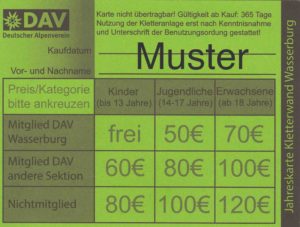 DAV
Deutscher Alpenverein
Karte nicht übertragbar! Gültigkeit ab Kauf: 365 Tage
Nutzung der Kletteranlage erst nach Kenntnisnahme
und Unterschrift der Benutzungsordung gestattet!
Kaufdatum
Muster
Vor- und Nachname
Preis/Kategorie
bitte ankreuzen
Kinder
(bis 13 Jahre)
Jugendliche
(14-17 Jahre)
Erwachsene
(ab 18 Jahre)
Mitglied DAV
Wasserburg
frei
50€
70€
Mitglied DAV
andere Sektion
60€
80€
100€
Nichtmitglied
80€
100€
120€
Jahreskarte Kletterwand Wasserburg